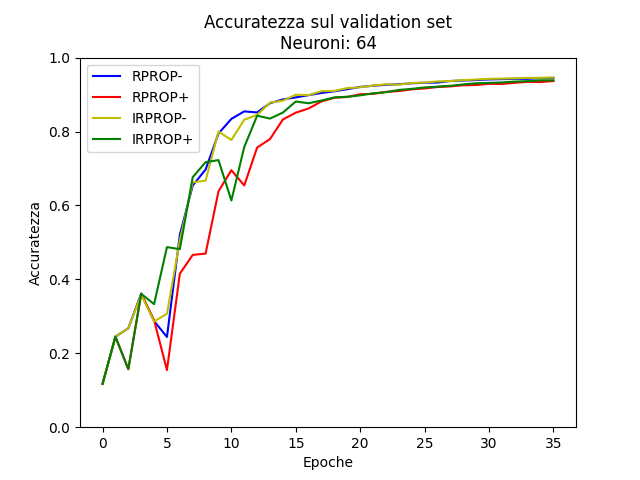 Accuratezza sul validation set
Neuroni: 64
RPROP-
RPROP+
IRPROP-
IRPROP+
Accuratezza
1.0
0.8
0.6
0.4
0.2
0.0
0 5 10 15 20 25 30 35
Epoche